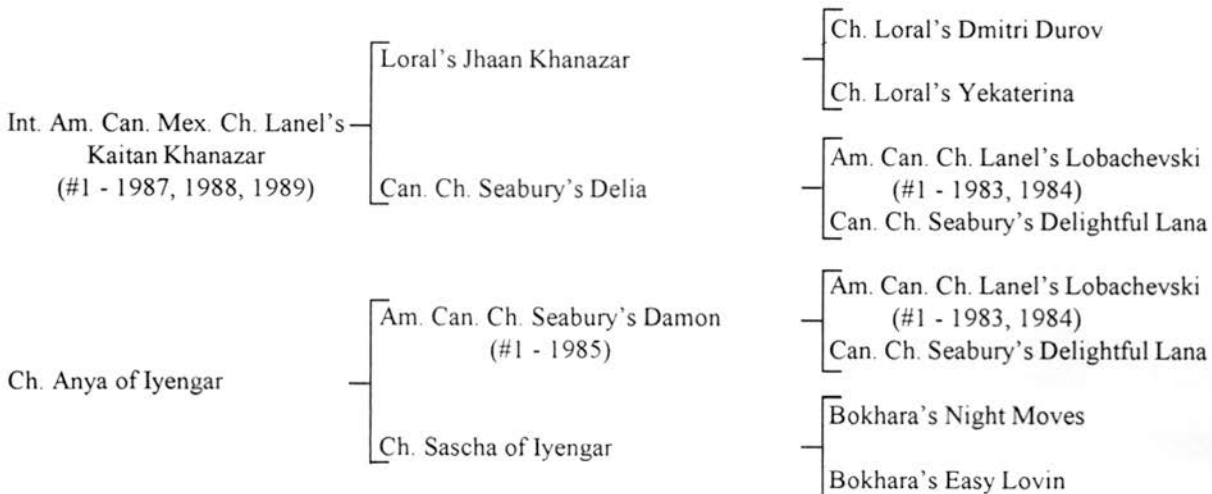 Int. Am. Can. Mex. Ch. Lanel's
Kaitan Khanazar
(#1 - 1987, 1988, 1989)
Loral's Jhaan Khanazar
Ch. Loral's Dmitri Durov
Ch. Loral's Yekaterina
Can. Ch. Seabury's Delia
Am. Can. Ch. Lanel's Lobachevski
(#1 - 1983, 1984)
Can. Ch. Seabury's Delightful Lana
Ch. Anya of Iyengar
Am. Can. Ch. Seabury's Damon
(#1 - 1985)
Am. Can. Ch. Lanel's Lobachevski
(#1 - 1983, 1984)
Can. Ch. Seabury's Delightful Lana
Ch. Sascha of Iyengar
Bokhara's Night Moves
Bokhara's Easy Lovin